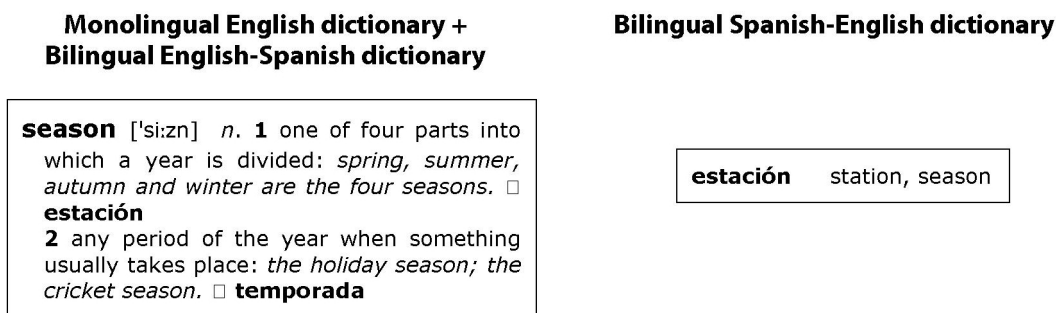 Monolingual English dictionary +
Bilingual English-Spanish dictionary
season ['si:zn] n. 1 one of four parts into
which a year is divided: spring, summer,
autumn and winter are the four seasons. □
estación
2 any period of the year when something
usually takes place: the holiday season; the
cricket season. □ temporada
Bilingual Spanish-English dictionary
estación station, season